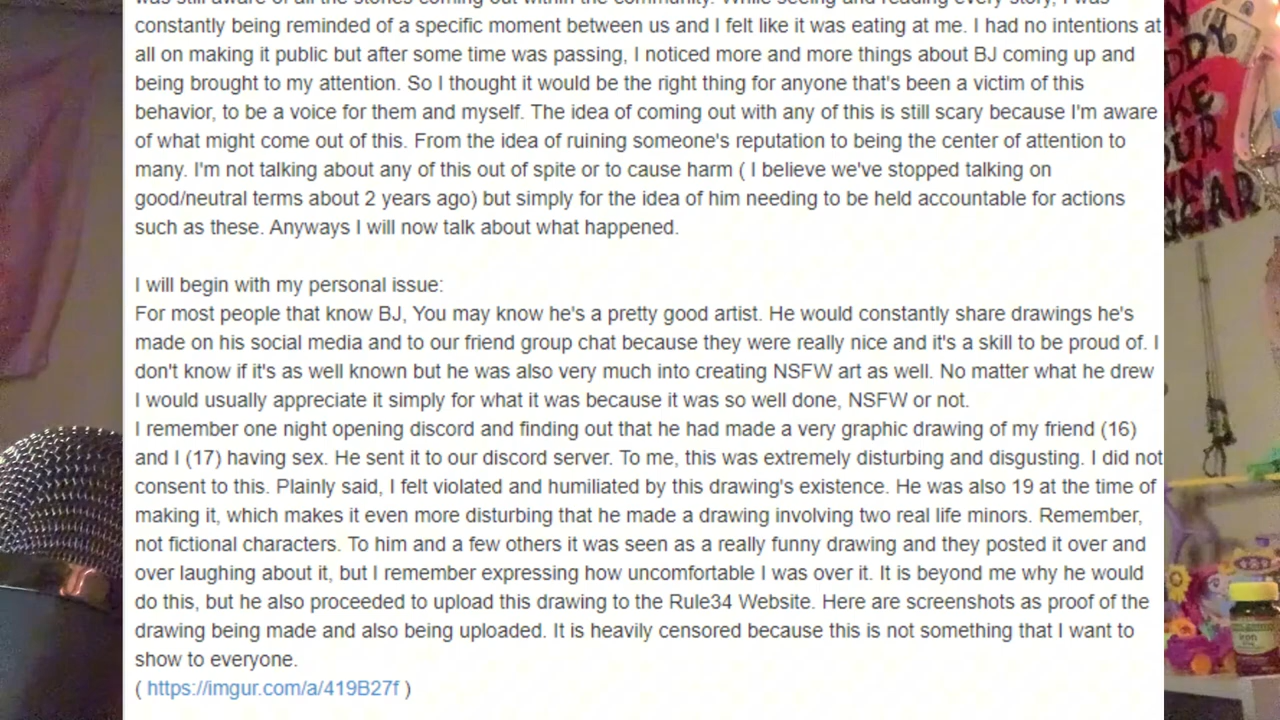 was still aware of all the stories coming out within the community. While seeing and reading every story, I was
constantly being reminded of a specific moment between us and I felt like it was eating at me. I had no intentions at
all on making it public but after some time was passing, I noticed more and more things about BJ coming up and
being brought to my attention. So I thought it would be the right thing for anyone that's been a victim of this
behavior, to be a voice for them and myself. The idea of coming out with any of this is still scary because I'm aware
of what might come out of this. From the idea of ruining someone's reputation to being the center of attention to
many. I'm not talking about any of this out of spite or to cause harm ( I believe we've stopped talking on
good/neutral terms about 2 years ago) but simply for the idea of him needing to be held accountable for actions
such as these. Anyways I will now talk about what happened.
I will begin with my personal issue:
For most people that know BJ, You may know he's a pretty good artist. He would constantly share drawings he's
made on his social media and to our friend group chat because they were really nice and it's a skill to be proud of. I
don't know if it's as well known but he was also very much into creating NSFW art as well. No matter what he drew
I would usually appreciate it simply for what it was because it was so well done, NSFW or not.
I remember one night opening discord and finding out that he had made a very graphic drawing of my friend (16)
and I (17) having sex. He sent it to our discord server. To me, this was extremely disturbing and disgusting. I did not
consent to this. Plainly said, I felt violated and humiliated by this drawing's existence. He was also 19 at the time of
making it, which makes it even more disturbing that he made a drawing involving two real life minors. Remember,
not fictional characters. To him and a few others it was seen as a really funny drawing and they posted it over and
over laughing about it, but I remember expressing how uncomfortable I was over it. It is beyond me why he would
do this, but he also proceeded to upload this drawing to the Rule34 Website. Here are screenshots as proof of the
drawing being made and also being uploaded. It is heavily censored because this is not something that I want to
show to everyone.
( https://imgur.com/a/419B27f )